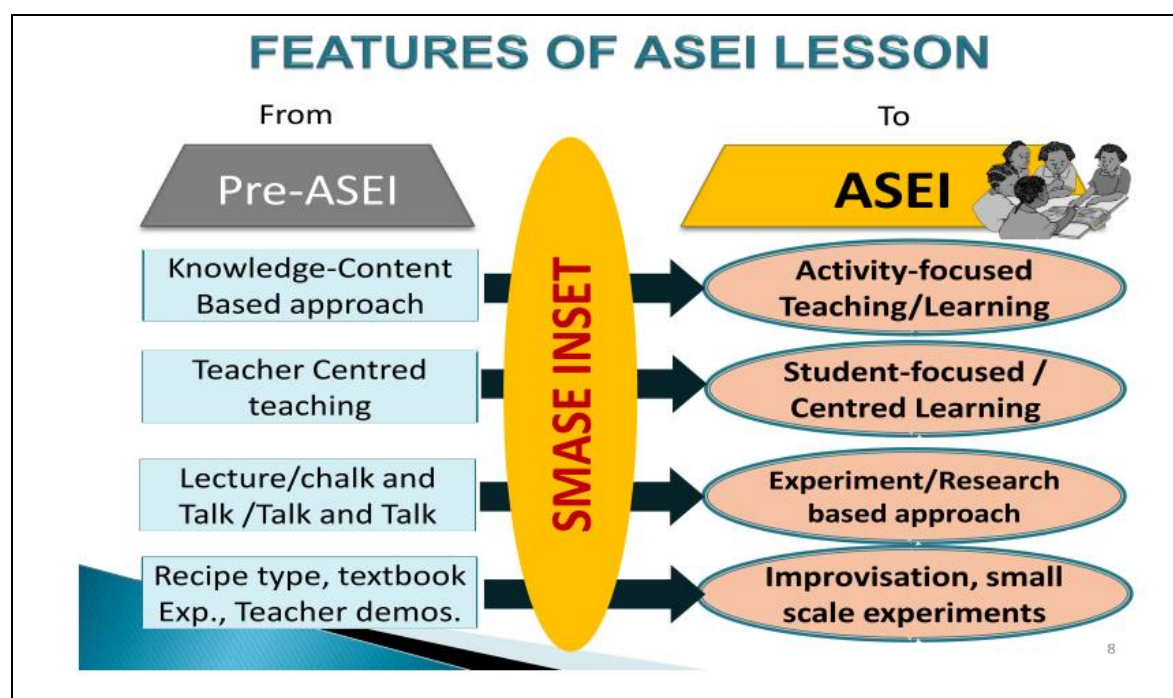 FEATURES OF ASEI LESSON
From
To
Pre-ASEI
ASEI
SMASE INSET
Knowledge-Content
Based approach
Activity-focused
Teaching/Learning
Teacher Centred
teaching
Student-focused /
Centred Learning
Lecture/chalk and
Talk /Talk and Talk
Experiment/Research
based approach
Recipe type, textbook
Exp., Teacher demos.
Improvisation, small
scale experiments
8